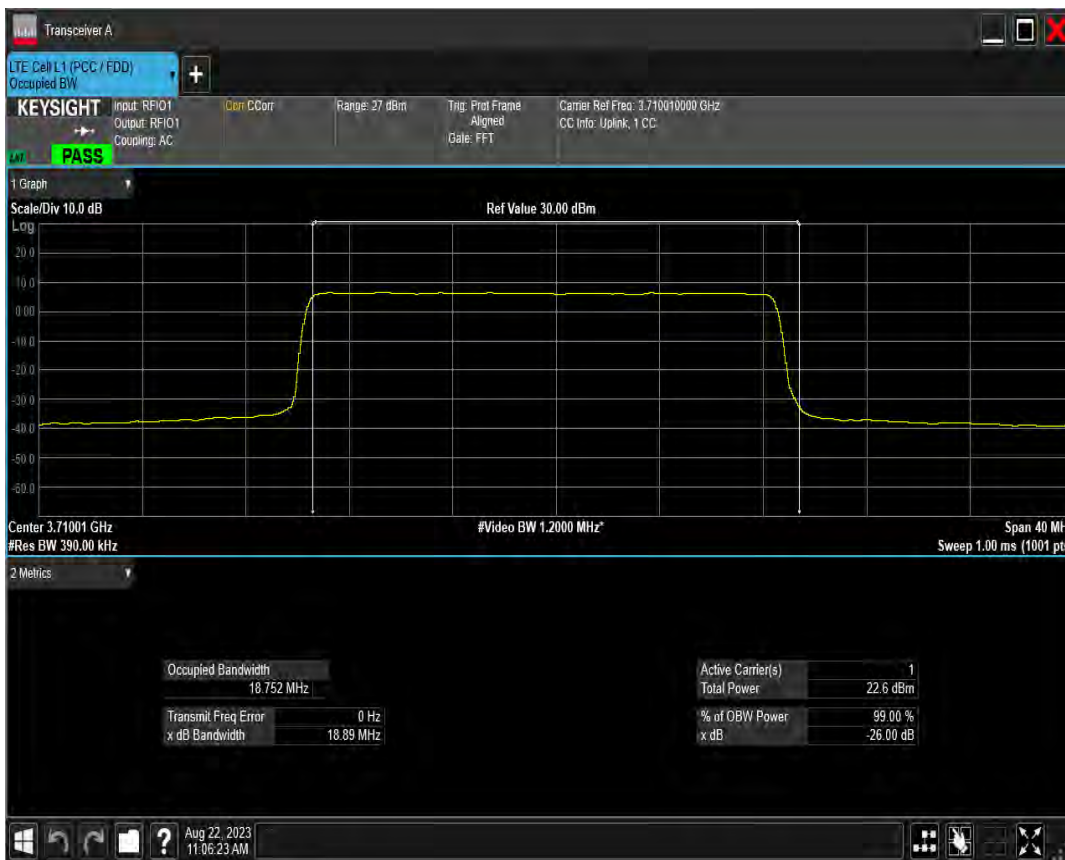 Transceiver A
LTE Cell L1 (PCC / FDD)
Occupied BW
KEYSIGHT
PASS
Input: RFIO1
Output: RFIO1
Coupling: AC
Corr CCorr
Range: 27 dBm
Trig: Prot Frame
Aligned
Gate: FFT
Carrier Ref Freq: 3.710010000 GHz
CC Info: Uplink, 1 CC
1 Graph
Scale/Div 10.0 dB
Ref Value 30.00 dBm
Log
20.0
10.0
0.00
-10.0
-20.0
-30.0
-40.0
-50.0
-60.0
Center 3.71001 GHz
#Video BW 1.2000 MHz*
Span 40 MH
#Res BW 390.00 kHz
Sweep 1.00 ms (1001 pt
2 Metrics
Occupied Bandwidth
18.752 MHz
Transmit Freq Error 0 Hz
x dB Bandwidth 18.89 MHz
Active Carrier(s) 1
Total Power 22.6 dBm
% of OBW Power 99.00 %
x dB -26.00 dB
?
Aug 22, 2023
11:06:23 AM